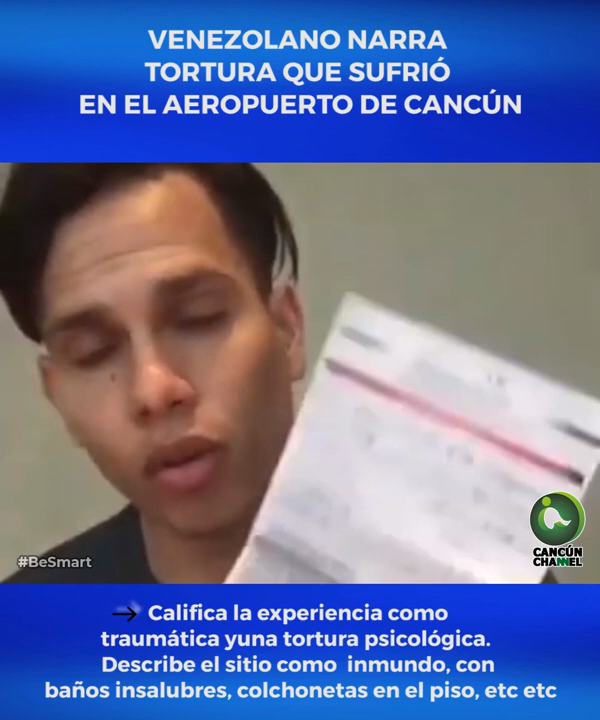 VENEZOLANO NARRA
TORTURA QUE SUFRIÓ
EN EL AEROPUERTO DE CANCÚN
#BeSmart
CANCÚN
CHANNEL
→ Califica la experiencia como
traumática yuna tortura psicológica.
Describe el sitio como inmundo, con
baños insalubres, colchonetas en el piso, etc etc